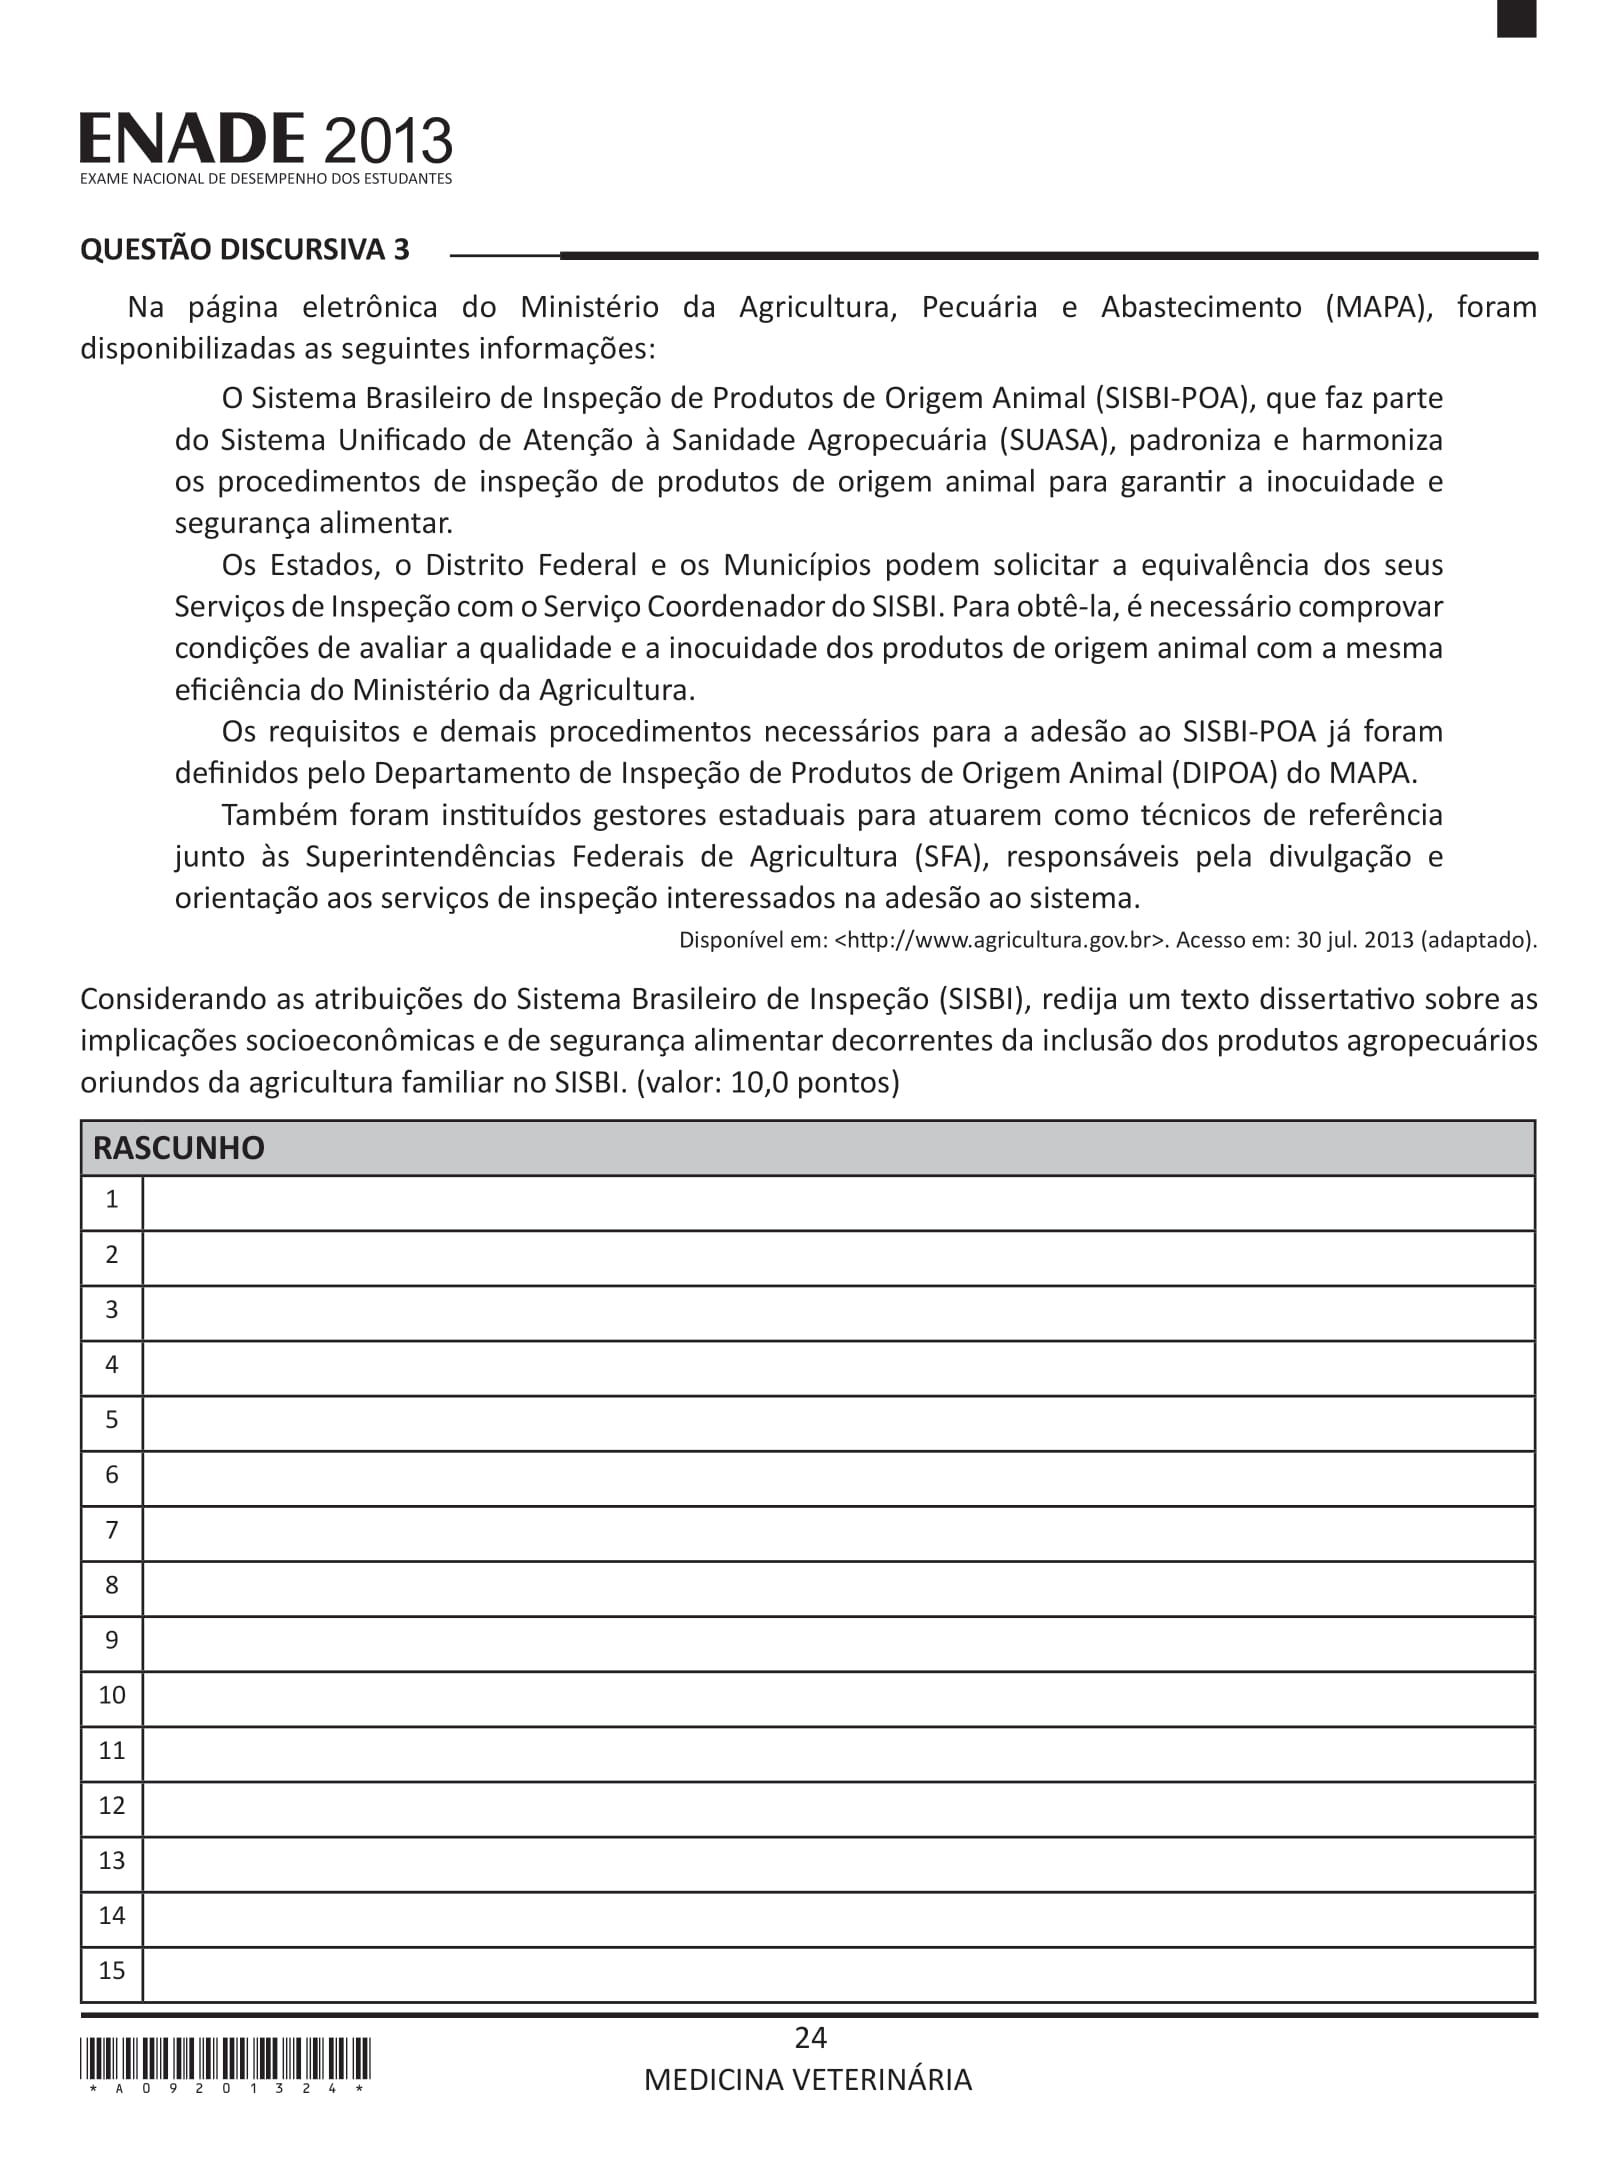 ENADE 2013
EXAME NACIONAL DE DESEMPENHO DOS ESTUDANTES
QUESTÃO DISCURSIVA 3
Na página eletrônica do Ministério da Agricultura, Pecuária e Abastecimento (MAPA), foram
disponibilizadas as seguintes informações:
O Sistema Brasileiro de Inspeção de Produtos de Origem Animal (SISBI-POA), que faz parte
do Sistema Unificado de Atenção à Sanidade Agropecuária (SUASA), padroniza e harmoniza
os procedimentos de inspeção de produtos de origem animal para garantir a inocuidade e
segurança alimentar.
Os Estados, o Distrito Federal e os Municípios podem solicitar a equivalência dos seus
Serviços de Inspeção com o Serviço Coordenador do SISBI. Para obtê-la, é necessário comprovar
condições de avaliar a qualidade e a inocuidade dos produtos de origem animal com a mesma
eficiência do Ministério da Agricultura.
Os requisitos e demais procedimentos necessários para a adesão ao SISBI-POA já foram
definidos pelo Departamento de Inspeção de Produtos de Origem Animal (DIPOA) do MAPA.
Também foram instituídos gestores estaduais para atuarem como técnicos de referência
junto às Superintendências Federais de Agricultura (SFA), responsáveis pela divulgação e
orientação aos serviços de inspeção interessados na adesão ao sistema.
Disponível em: <http://www.agricultura.gov.br>. Acesso em: 30 jul. 2013 (adaptado).
Considerando as atribuições do Sistema Brasileiro de Inspeção (SISBI), redija um texto dissertativo sobre as
implicações socioeconômicas e de segurança alimentar decorrentes da inclusão dos produtos agropecuários
oriundos da agricultura familiar no SISBI. (valor: 10,0 pontos)
RASCUNHO
1
2
3
4
5
6
7
8
9
10
11
12
13
14
15
24
MEDICINA VETERINÁRIA
* A 0 9 2 0 1 3 2 4 *